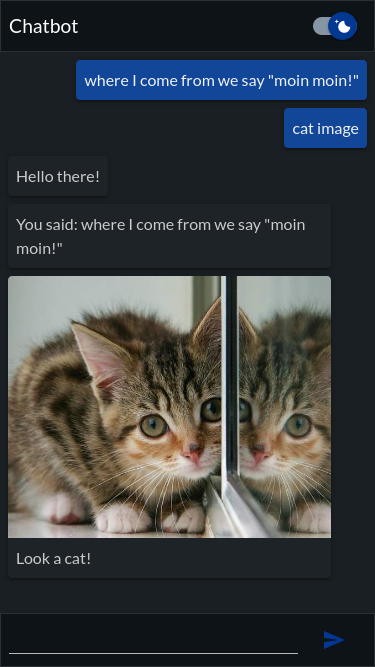 Chatbot
where I come from we say "moin moin!"
cat image
Hello there!
You said: where I come from we say "moin
moin!"
Look a cat!